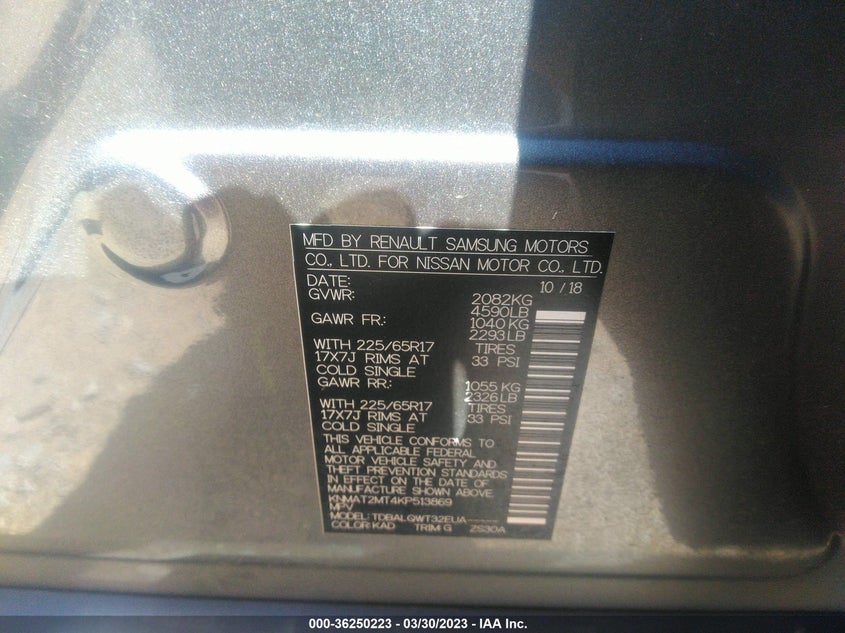 MFD BY RENAULT SAMSUNG MOTORS
CO., LTD. FOR NISSAN MOTOR CO., LTD.
DATE: 10 / 18
GVWR: 2082KG
4590LB
GAWR FR.: 1040 KG
2293LB
WITH 225/65R17 TIRES
17X7J RIMS AT 33 PSI
COLD SINGLE
GAWR RR.: 1055 KG
2326LB
WITH 225/65R17 TIRES
17X7J RIMS AT 33 PSI
COLD SINGLE
THIS VEHICLE CONFORMS TO
ALL APPLICABLE FEDERAL
MOTOR VEHICLE SAFETY AND
THEFT PREVENTION STANDARDS
IN EFFECT ON THE DATE OF
MANUFACTURE SHOWN ABOVE
KNMAT2MT4KP513869
MPV
MODEL: TDBALQWT32EUA-----
COLOR: KAD TRIM: G ZS30A
000-36250223 - 03/30/2023 - IAA Inc.